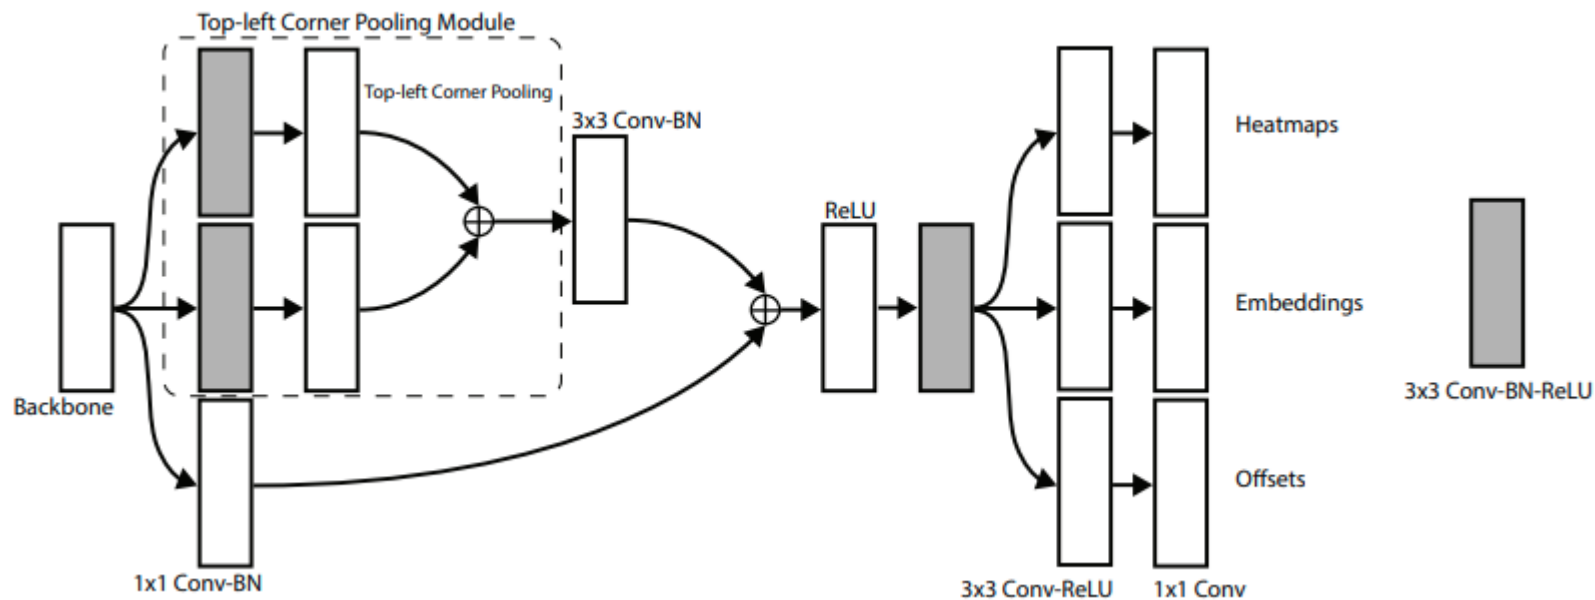 Top-left Corner Pooling Module
Top-left Corner Pooling
3x3 Conv-BN
Heatmaps
ReLU
Embeddings
Backbone
3x3 Conv-BN-ReLU
Offsets
1x1 Conv-BN
3x3 Conv-ReLU
1x1 Conv